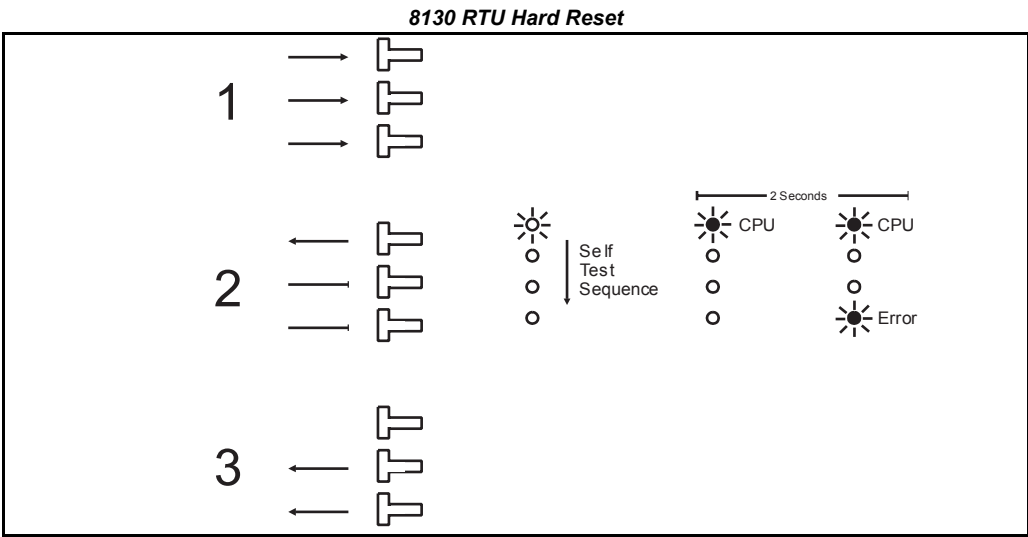 8130 RTU Hard Reset
1
2 Seconds
CPU
CPU
2
Self
Test
Sequence
Error
3